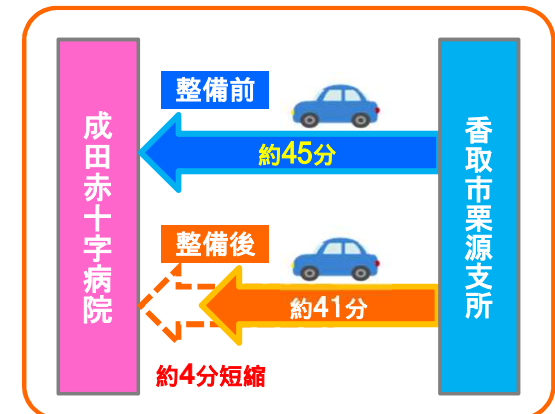 成田赤十字病院
整備前
約45分
整備後
約41分
約4分短縮
香取市栗源支所